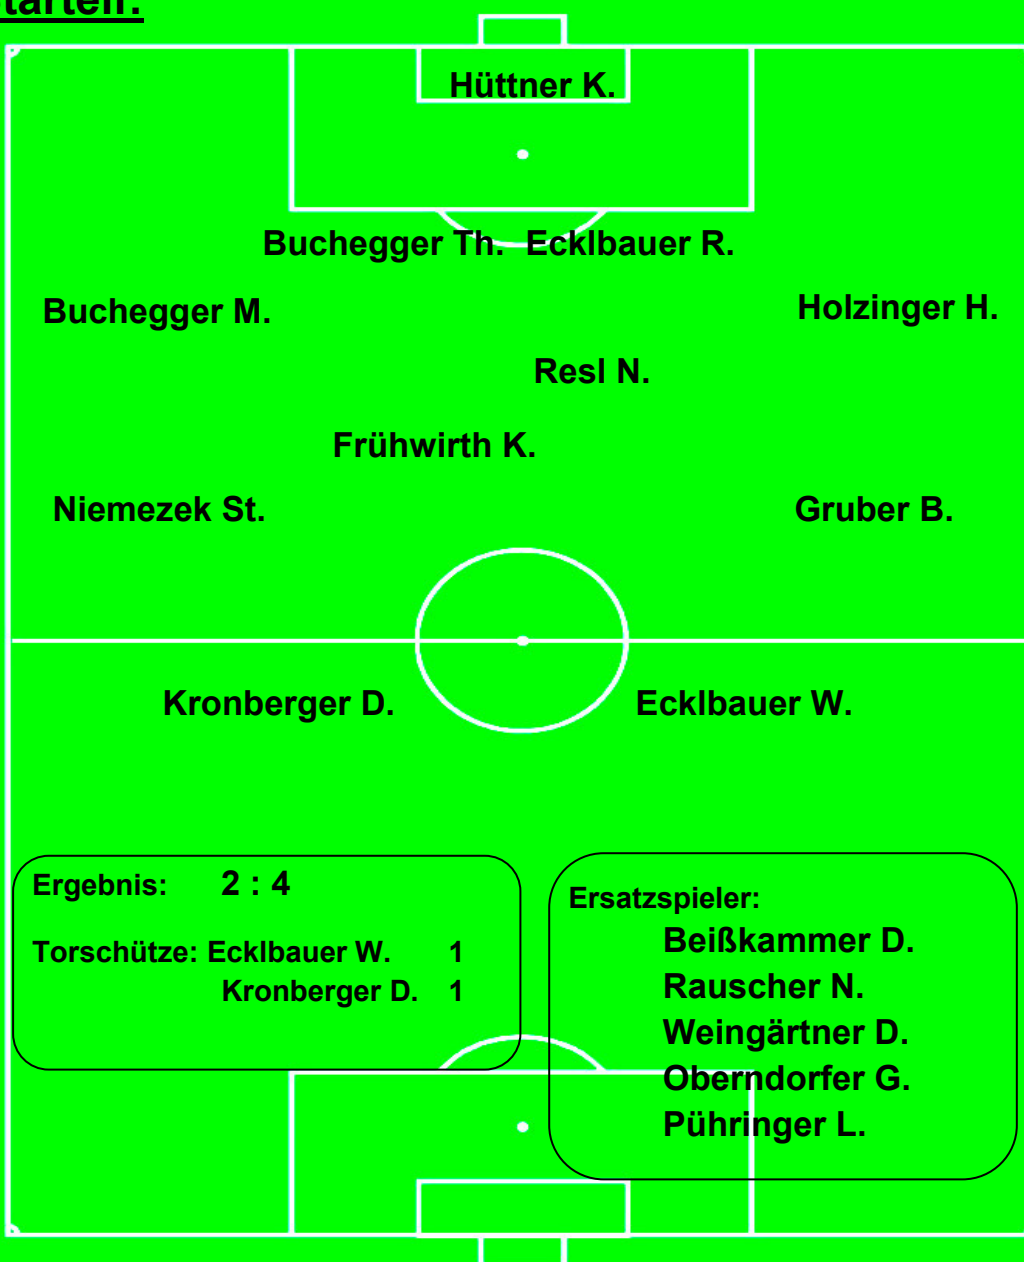 Hüttner K.
Buchegger Th. Ecklbauer R.
Buchegger M.
Holzinger H.
Resl N.
Frühwirth K.
Niemezek St.
Gruber B.
Kronberger D.
Ecklbauer W.
Ergebnis: 2 : 4
Torschütze: Ecklbauer W. 1
Kronberger D. 1
Ersatzspieler:
Beißkammer D.
Rauscher N.
Weingärtner D.
Oberndorfer G.
Pühringer L.